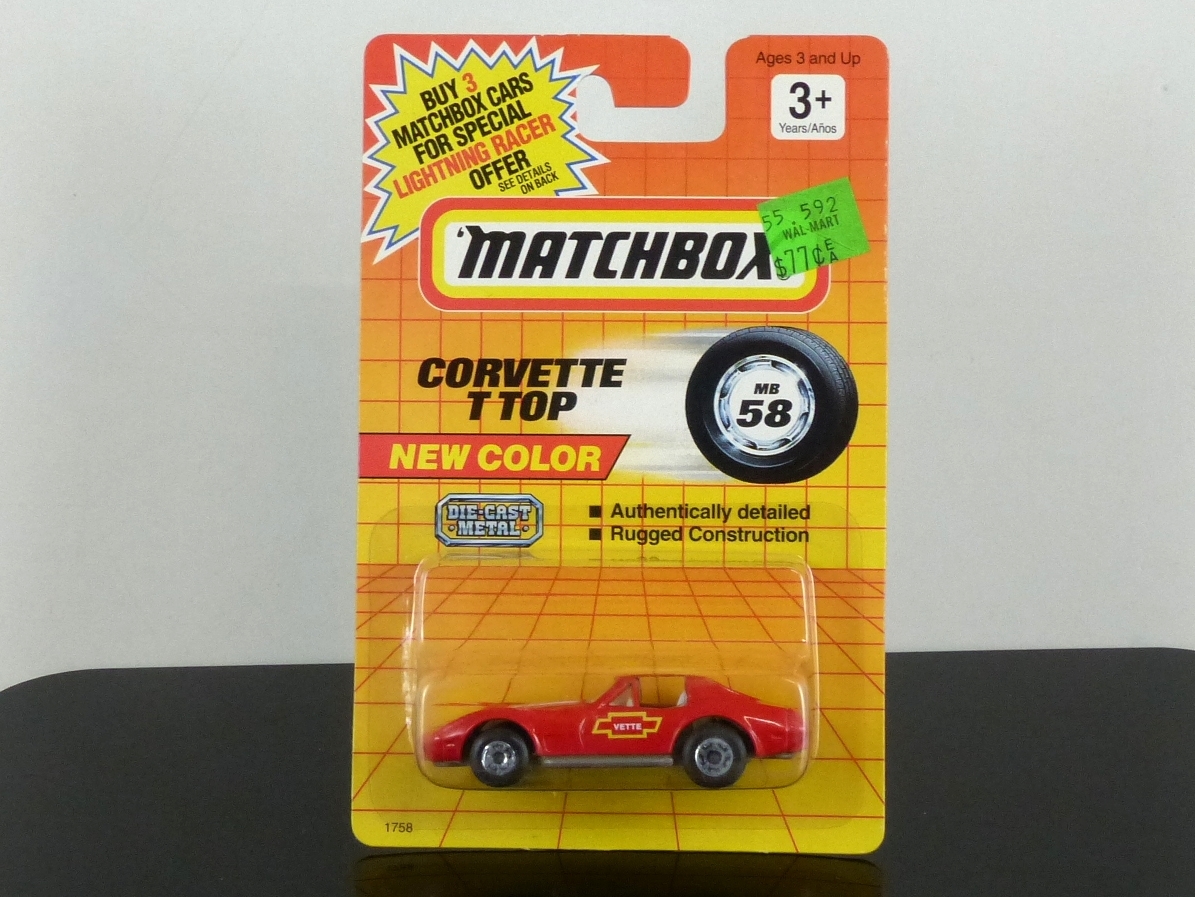 BUY 3
MATCHBOX CARS
FOR SPECIAL
LIGHTNING RACER
OFFER
SEE DETAILS
ON BACK
Ages 3 and Up
3+
Years/Años
55.592
WAL-MART
$77¢ E
A
'MATCHBOX
CORVETTE
T TOP
MB
58
NEW COLOR
DIE-CAST
METAL
■ Authentically detailed
■ Rugged Construction
VETTE
1758